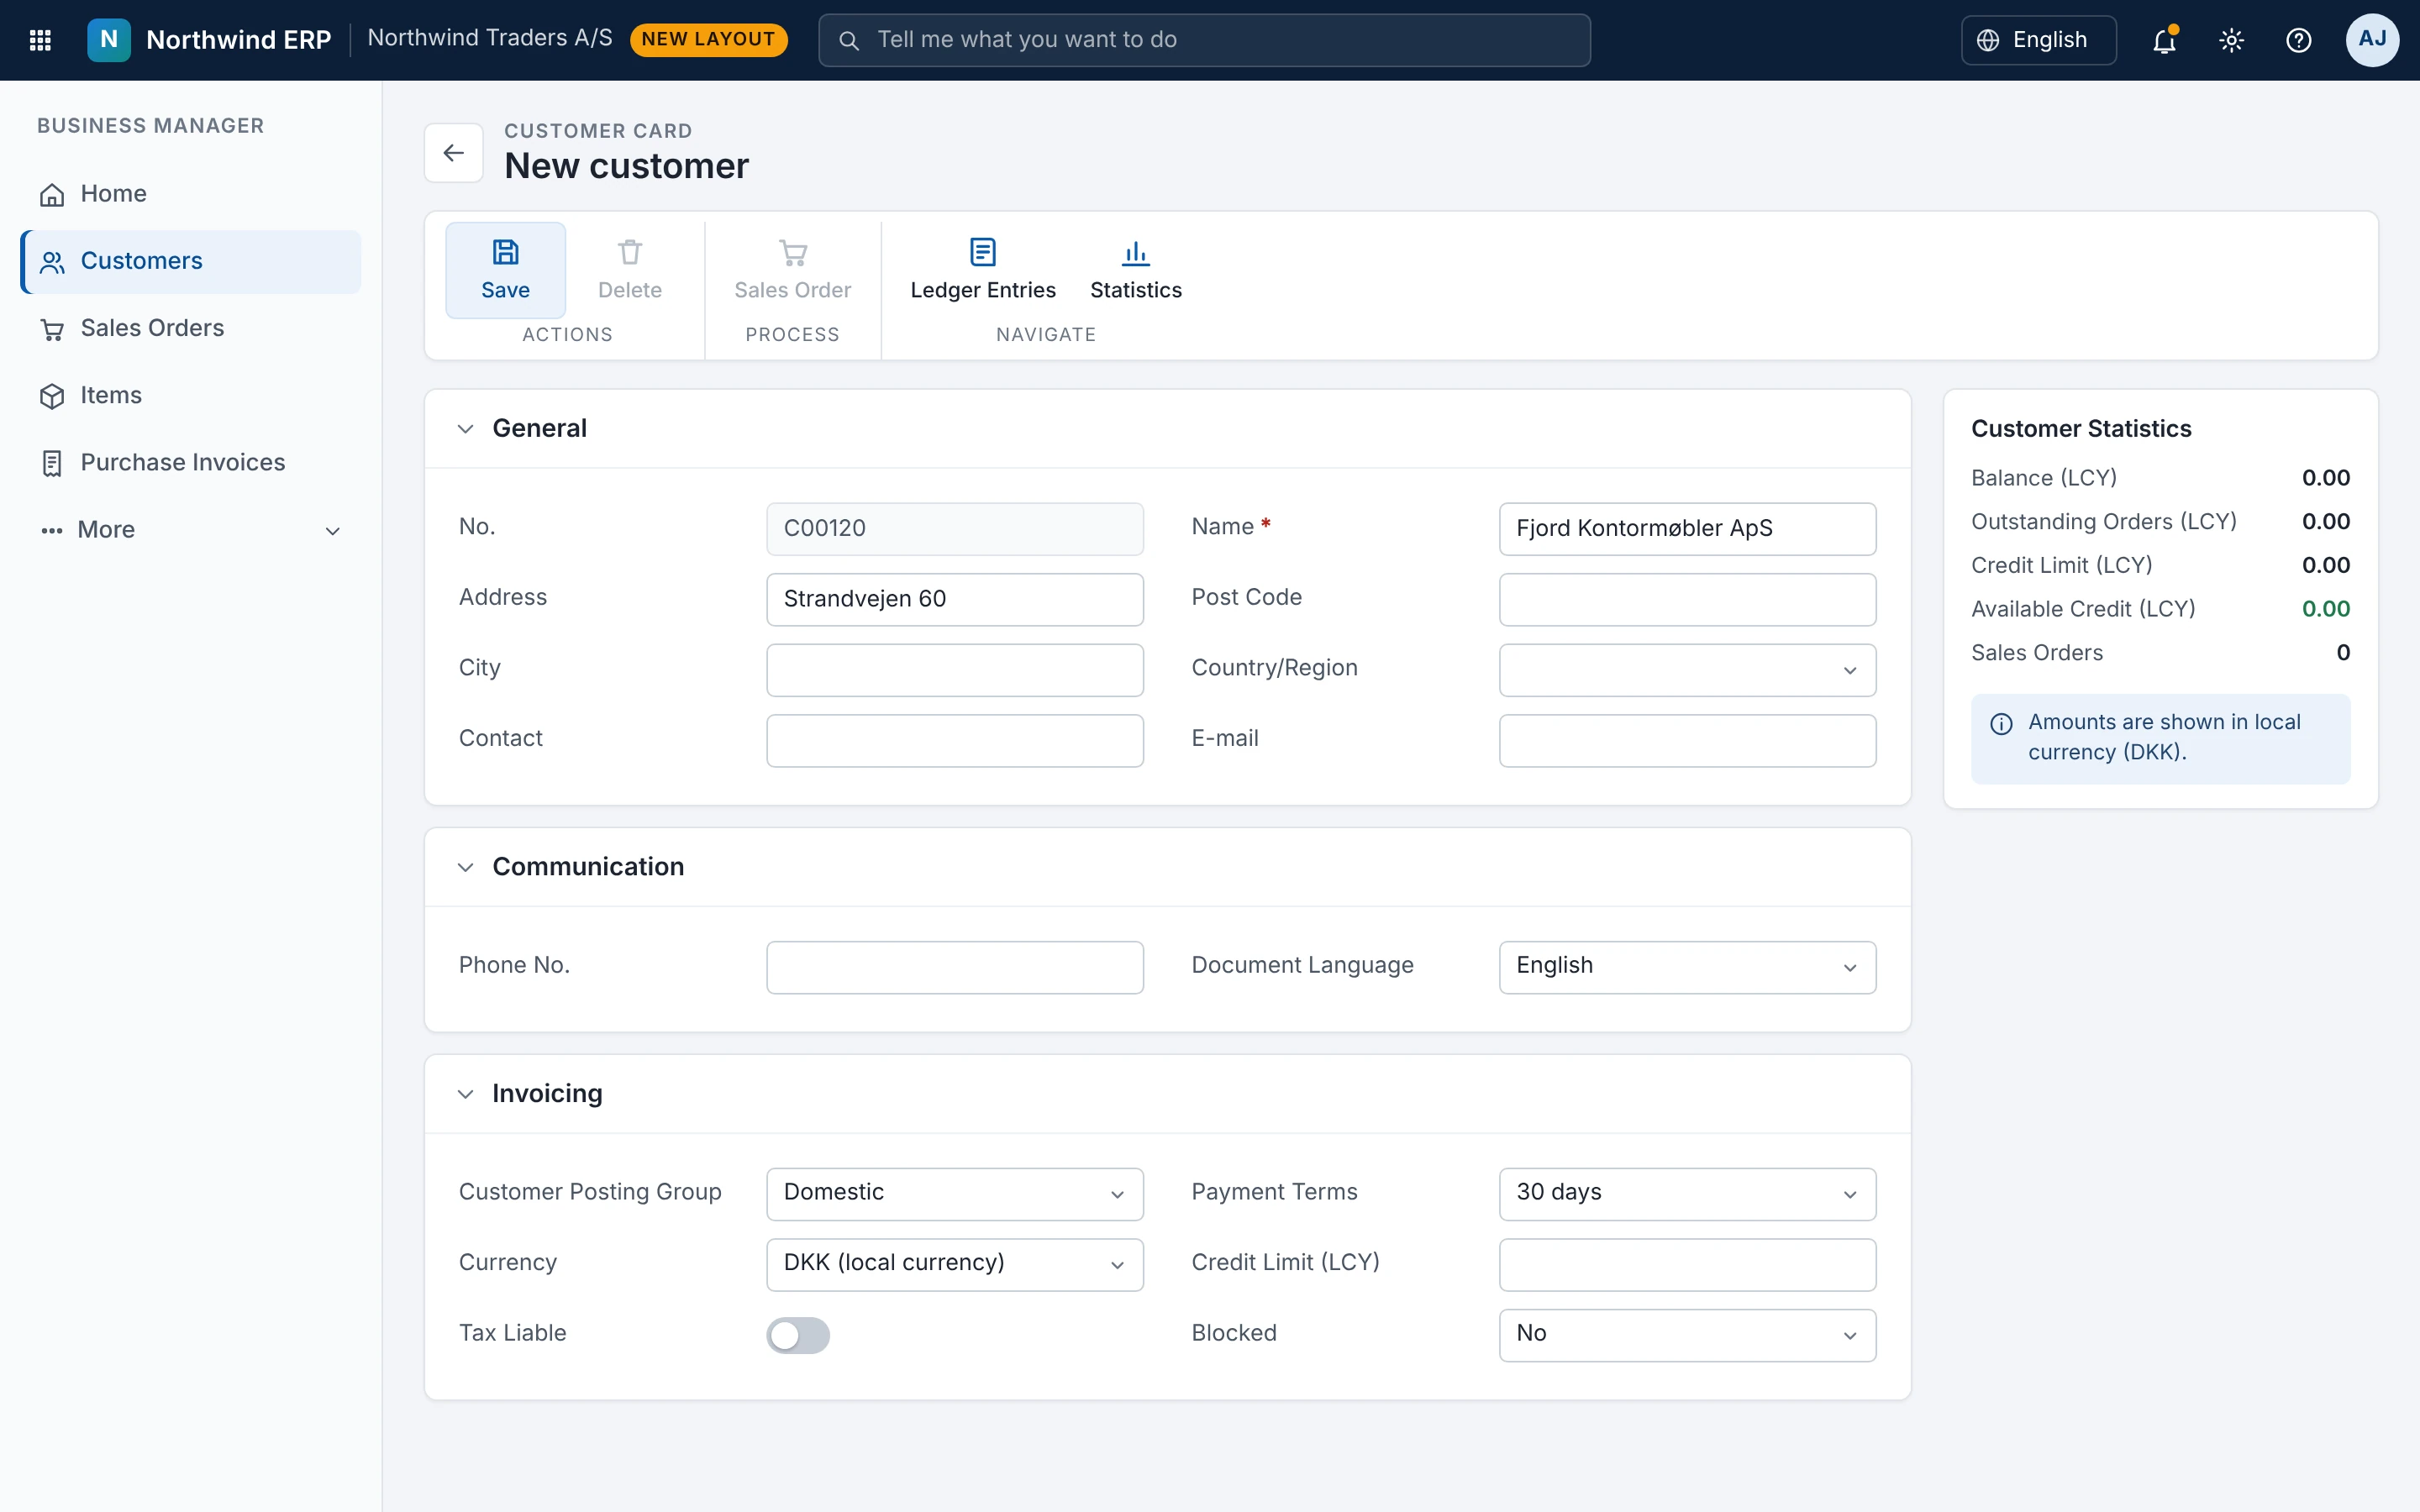 N Northwind ERP Northwind Traders A/S NEW LAYOUT Tell me what you want to do English AJ
BUSINESS MANAGER
Home
Customers
Sales Orders
Items
Purchase Invoices
More
CUSTOMER CARD
New customer
Save Delete Sales Order Ledger Entries Statistics
ACTIONS PROCESS NAVIGATE
General
No. C00120 Name * Fjord Kontormøbler ApS
Address Strandvejen 60 Post Code
City Country/Region
Contact E-mail
Communication
Phone No. Document Language English
Invoicing
Customer Posting Group Domestic Payment Terms 30 days
Currency DKK (local currency) Credit Limit (LCY)
Tax Liable Blocked No
Customer Statistics
Balance (LCY) 0.00
Outstanding Orders (LCY) 0.00
Credit Limit (LCY) 0.00
Available Credit (LCY) 0.00
Sales Orders 0
Amounts are shown in local
currency (DKK).